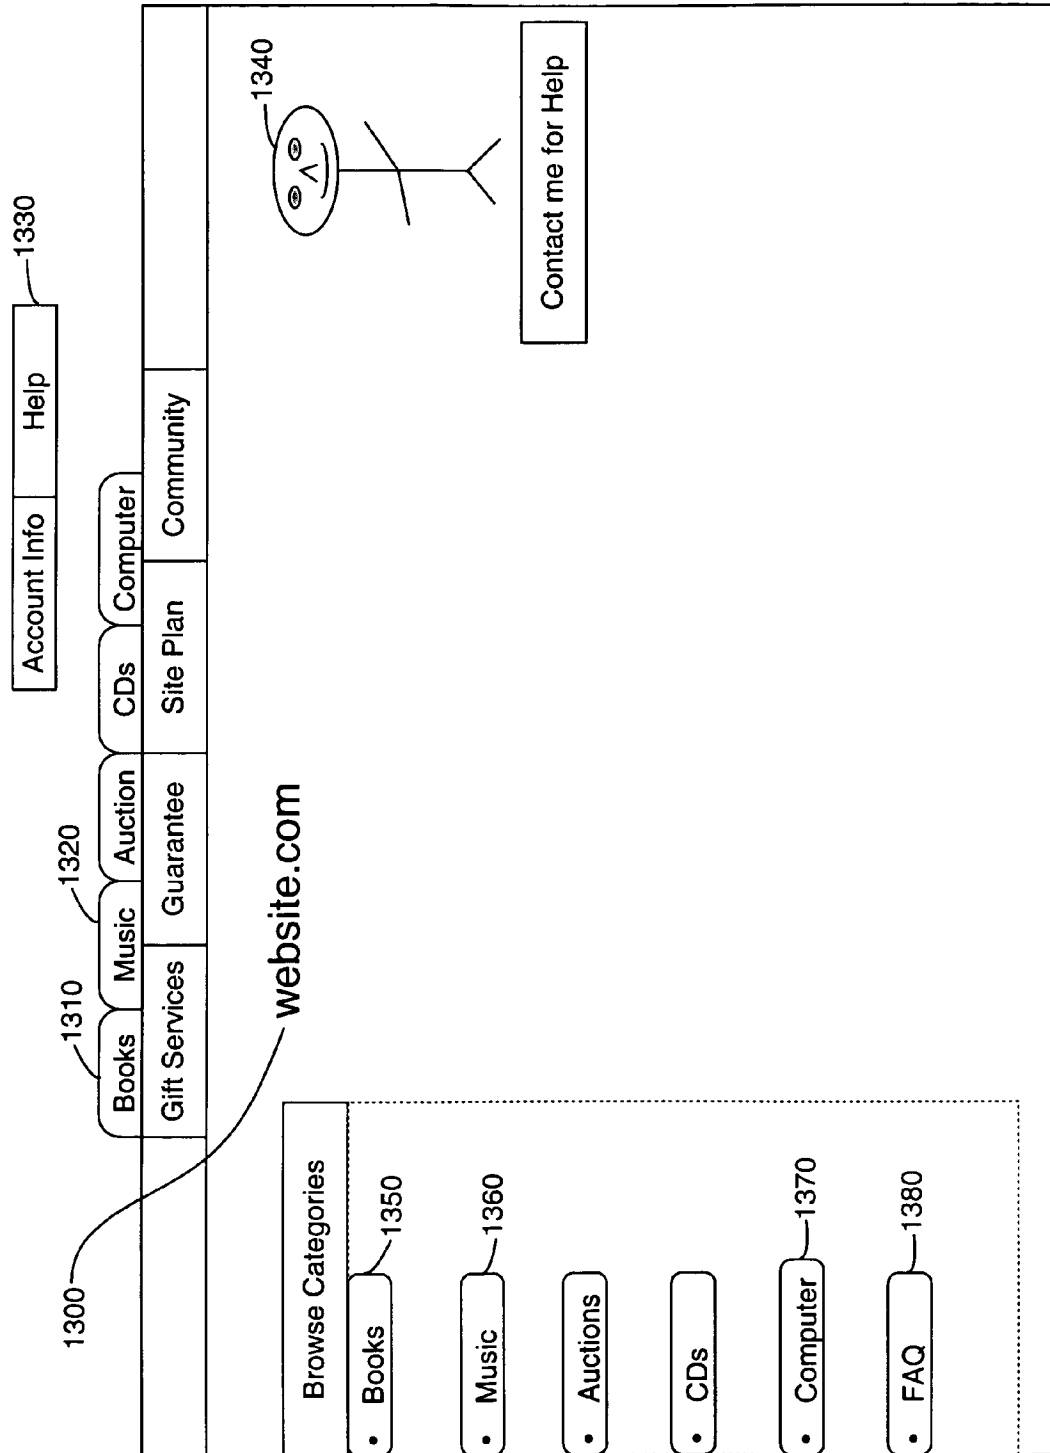 Account Info Help
1330
1310
1320
Books Music Auction CDs Computer
Gift Services Guarantee Site Plan Community
1300
website.com
1340
Contact me for Help
Browse Categories
• Books
1350
• Music
1360
• Auctions
• CDs
• Computer
1370
• FAQ
1380